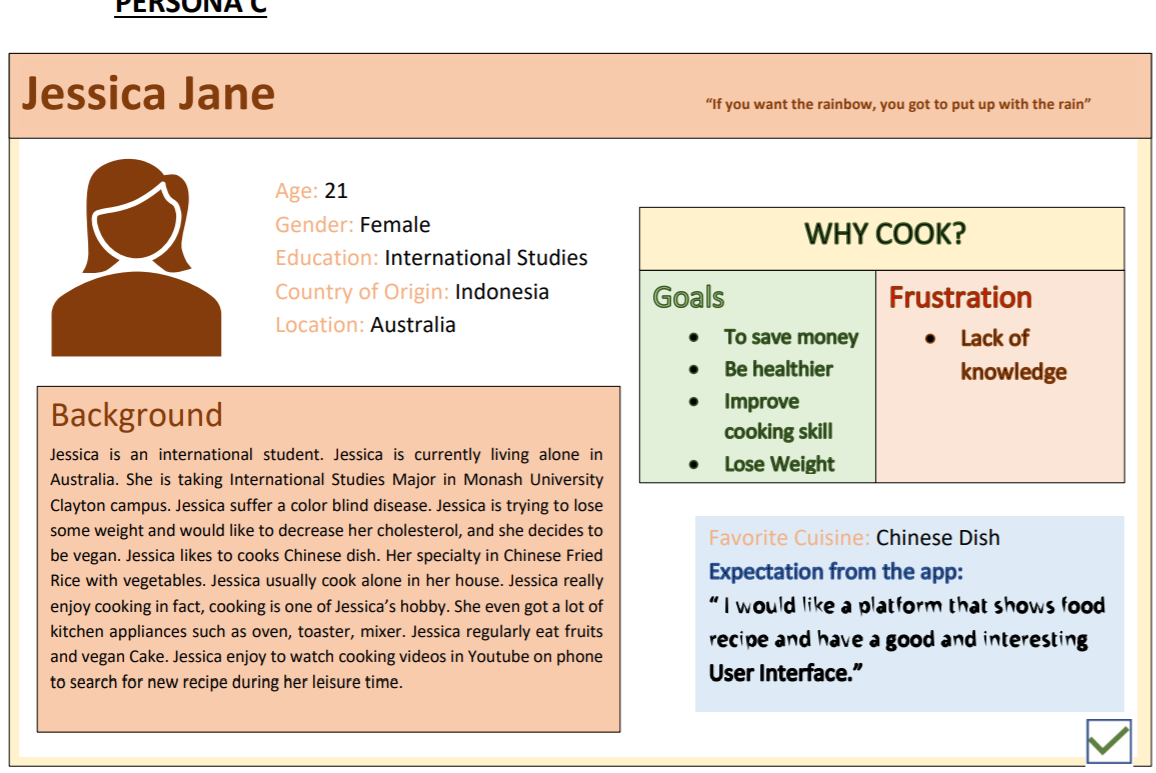 PERSONA C
Jessica Jane
“If you want the rainbow, you got to put up with the rain”
Age: 21
Gender: Female
Education: International Studies
Country of Origin: Indonesia
Location: Australia
Background
Jessica is an international student. Jessica is currently living alone in
Australia. She is taking International Studies Major in Monash University
Clayton campus. Jessica suffer a color blind disease. Jessica is trying to lose
some weight and would like to decrease her cholesterol, and she decides to
be vegan. Jessica likes to cooks Chinese dish. Her specialty in Chinese Fried
Rice with vegetables. Jessica usually cook alone in her house. Jessica really
enjoy cooking in fact, cooking is one of Jessica’s hobby. She even got a lot of
kitchen appliances such as oven, toaster, mixer. Jessica regularly eat fruits
and vegan Cake. Jessica enjoy to watch cooking videos in Youtube on phone
to search for new recipe during her leisure time.
WHY COOK?
Goals
• To save money
• Be healthier
• Improve
cooking skill
• Lose Weight
Frustration
• Lack of
knowledge
Favorite Cuisine: Chinese Dish
Expectation from the app:
“ I would like a platform that shows food
recipe and have a good and interesting
User Interface.”